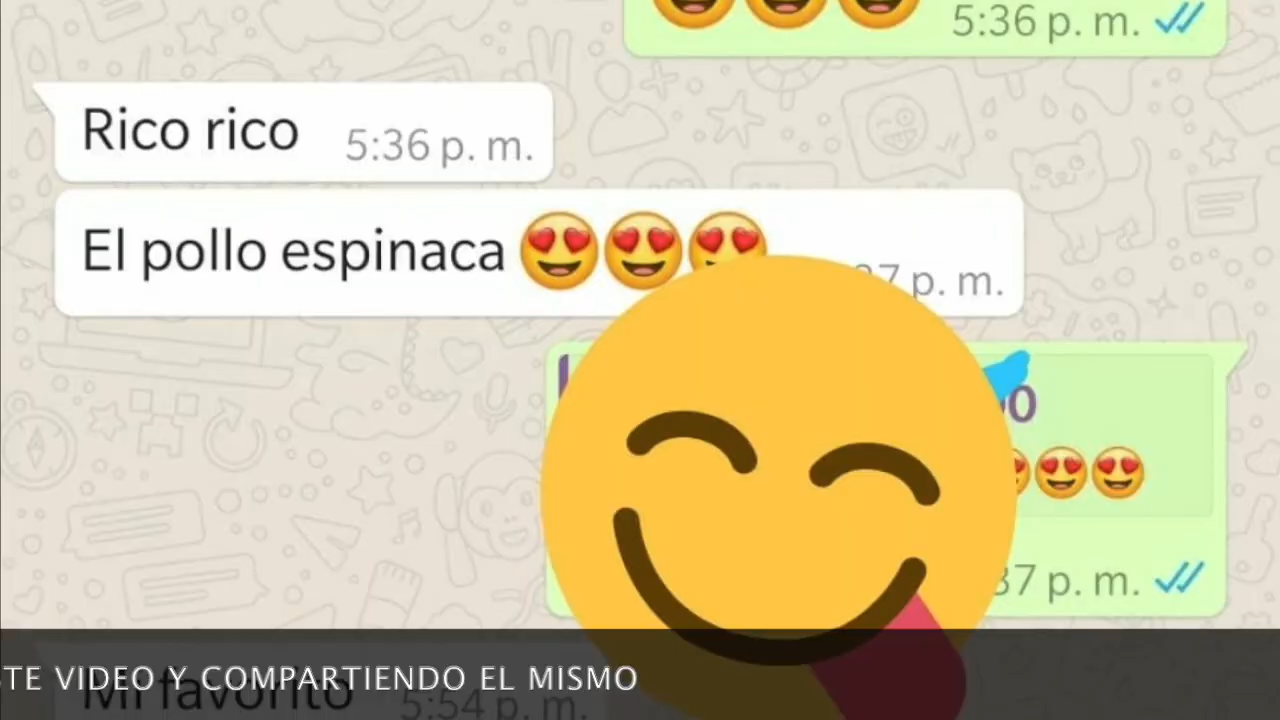 5:36 p. m.
Rico rico 5:36 p. m.
El pollo espinaca 😍😍😍 p. m.
😍😍
37 p. m.
TE VIDEO Y COMPARTIENDO EL MISMO
Mi favorito 5:54 p. m.